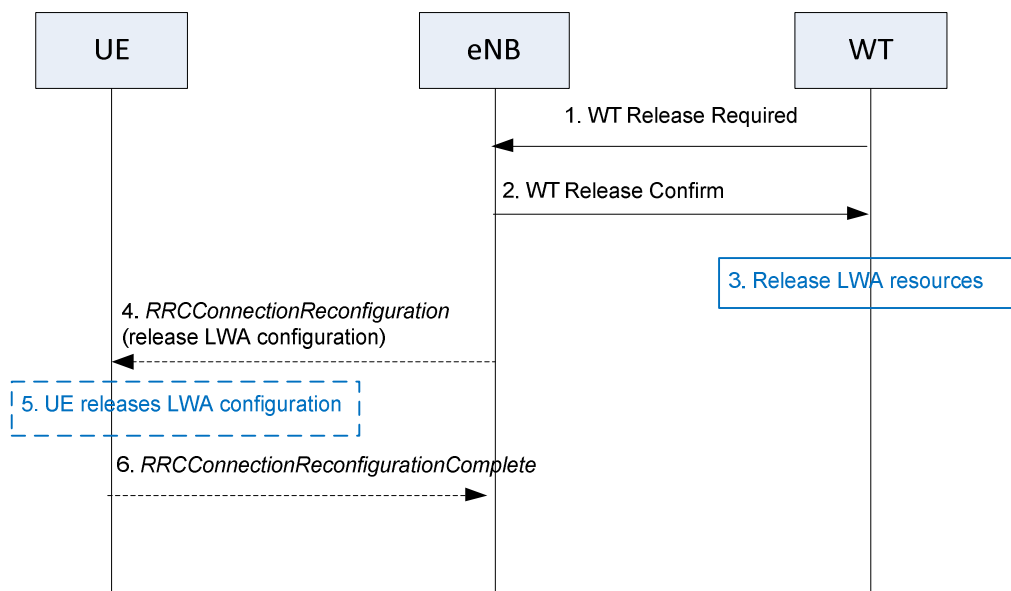 UE
eNB
WT
1. WT Release Required
2. WT Release Confirm
3. Release LWA resources
4. RRCConnectionReconfiguration
(release LWA configuration)
5. UE releases LWA configuration
6. RRCConnectionReconfigurationComplete